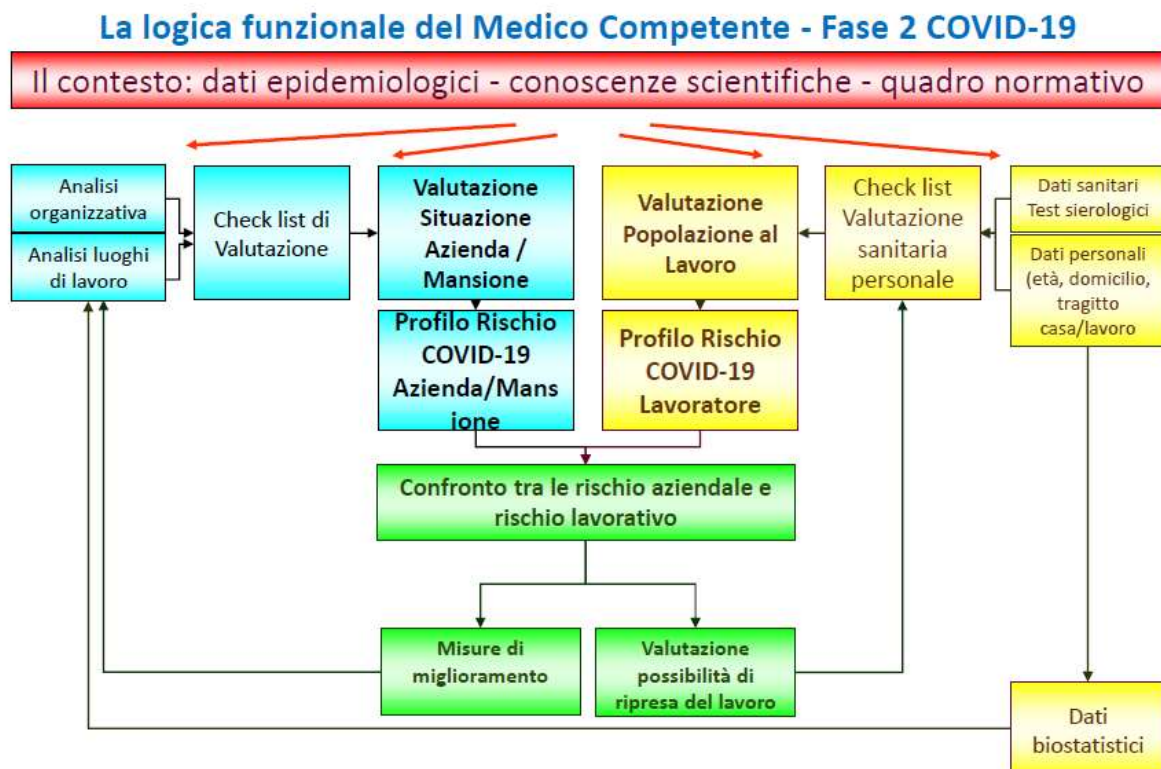 La logica funzionale del Medico Competente - Fase 2 COVID-19
Il contesto: dati epidemiologici - conoscenze scientifiche - quadro normativo
Analisi
organizzativa
Analisi luoghi
di lavoro
Check list di
Valutazione
Valutazione
Situazione
Azienda /
Mansione
Valutazione
Popolazione al
Lavoro
Check list
Valutazione
sanitaria
personale
Dati sanitari
Test sierologici
Dati personali
(età, domicilio,
tragitto
casa/lavoro
Profilo Rischio
COVID-19
Azienda/Mans
ione
Profilo Rischio
COVID-19
Lavoratore
Confronto tra le rischio aziendale e
rischio lavorativo
Misure di
miglioramento
Valutazione
possibilità di
ripresa del lavoro
Dati
biostatistici